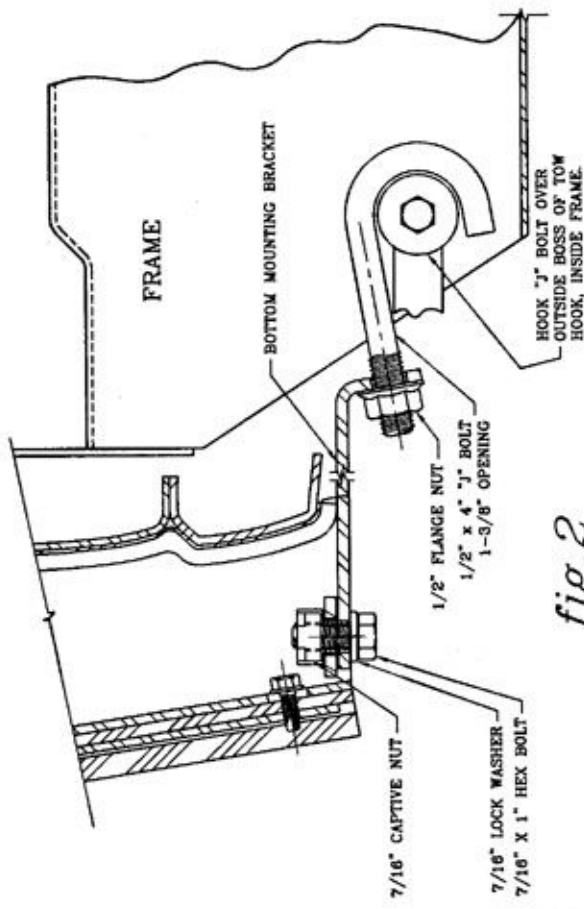 FRAME
BOTTOM MOUNTING BRACKET
HOOK "J" BOLT OVER
OUTSIDE BOSS OF TOW
HOOK, INSIDE FRAME.
1/2" FLANGE NUT
1/2" x 4" "J" BOLT
1-3/8" OPENING
7/16" CAPTIVE NUT
7/16" LOCK WASHER
7/16" X 1" HEX BOLT
fig 2